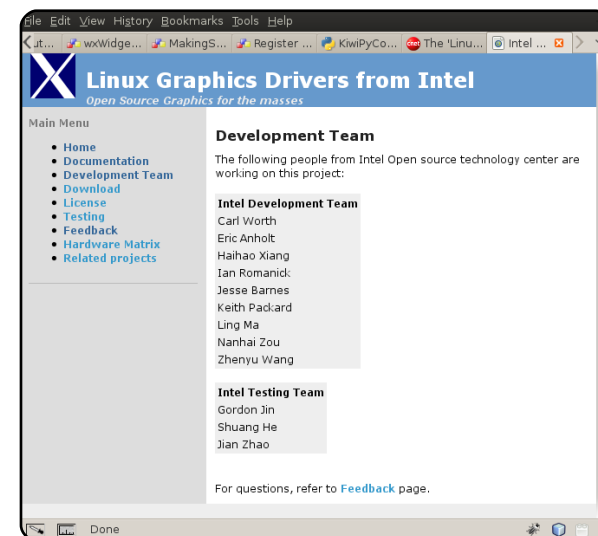 File Edit View History Bookmarks Tools Help
ut... wxWidge... MakingS... Register ... KiwiPyCo... The 'Linu... Intel ...
Linux Graphics Drivers from Intel
Open Source Graphics for the masses
Main Menu
Home
Documentation
Development Team
Download
License
Testing
Feedback
Hardware Matrix
Related projects
Development Team
The following people from Intel Open source technology center are
working on this project:
Intel Development Team
Carl Worth
Eric Anholt
Haihao Xiang
Ian Romanick
Jesse Barnes
Keith Packard
Ling Ma
Nanhai Zou
Zhenyu Wang
Intel Testing Team
Gordon Jin
Shuang He
Jian Zhao
For questions, refer to Feedback page.
Done